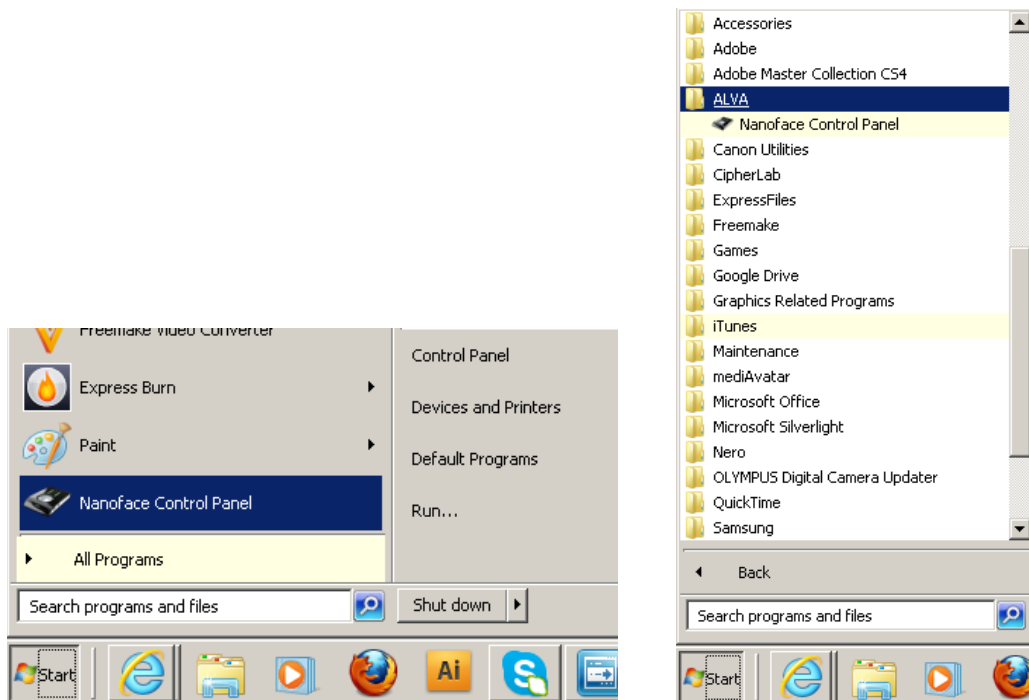 Freemake Video Converter
Express Burn
Paint
Nanoface Control Panel
All Programs
Search programs and files
Control Panel
Devices and Printers
Default Programs
Run...
Shut down
Start
Ai
Accessories
Adobe
Adobe Master Collection CS4
ALVA
Nanoface Control Panel
Canon Utilities
CipherLab
ExpressFiles
Freemake
Games
Google Drive
Graphics Related Programs
iTunes
Maintenance
mediAvatar
Microsoft Office
Microsoft Silverlight
Nero
OLYMPUS Digital Camera Updater
QuickTime
Samsung
Back
Search programs and files
Start